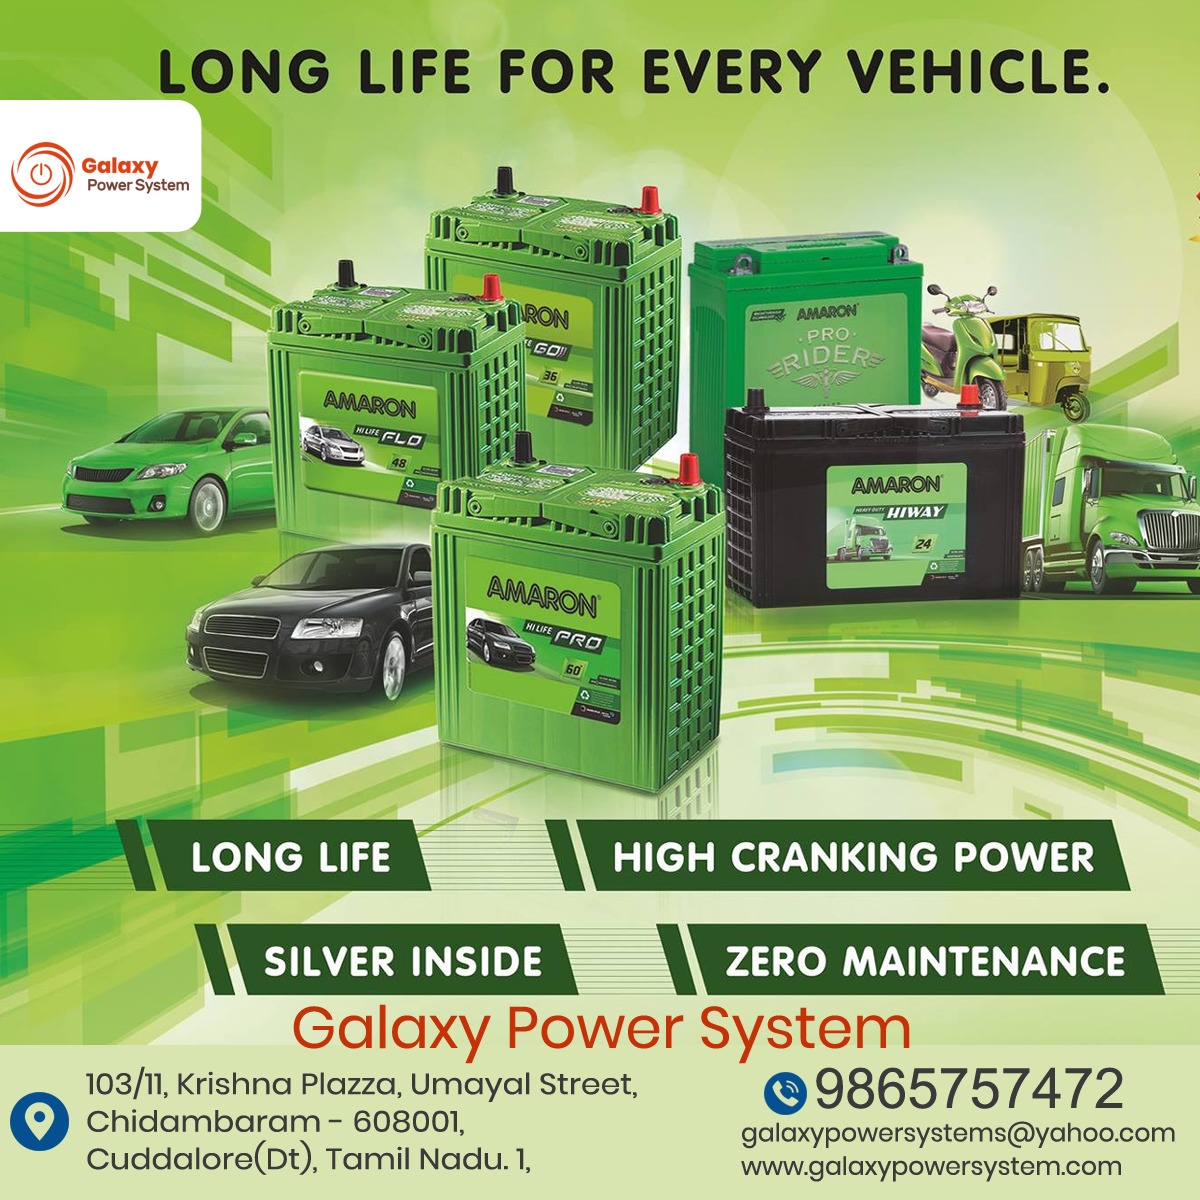 LONG LIFE FOR EVERY VEHICLE.
Galaxy
Power System
RON
GO!!
36
AMARON
PRO
RIDER
AMARON
HI LIFE FLO
48
AMARON
HEAVY DUTY HIWAY
24
AMARON
HI LIFE PRO
60
LONG LIFE
HIGH CRANKING POWER
SILVER INSIDE
ZERO MAINTENANCE
Galaxy Power System
103/11, Krishna Plazza, Umayal Street,
Chidambaram - 608001,
Cuddalore(Dt), Tamil Nadu. 1,
9865757472
galaxypowersystems@yahoo.com
www.galaxypowersystem.com